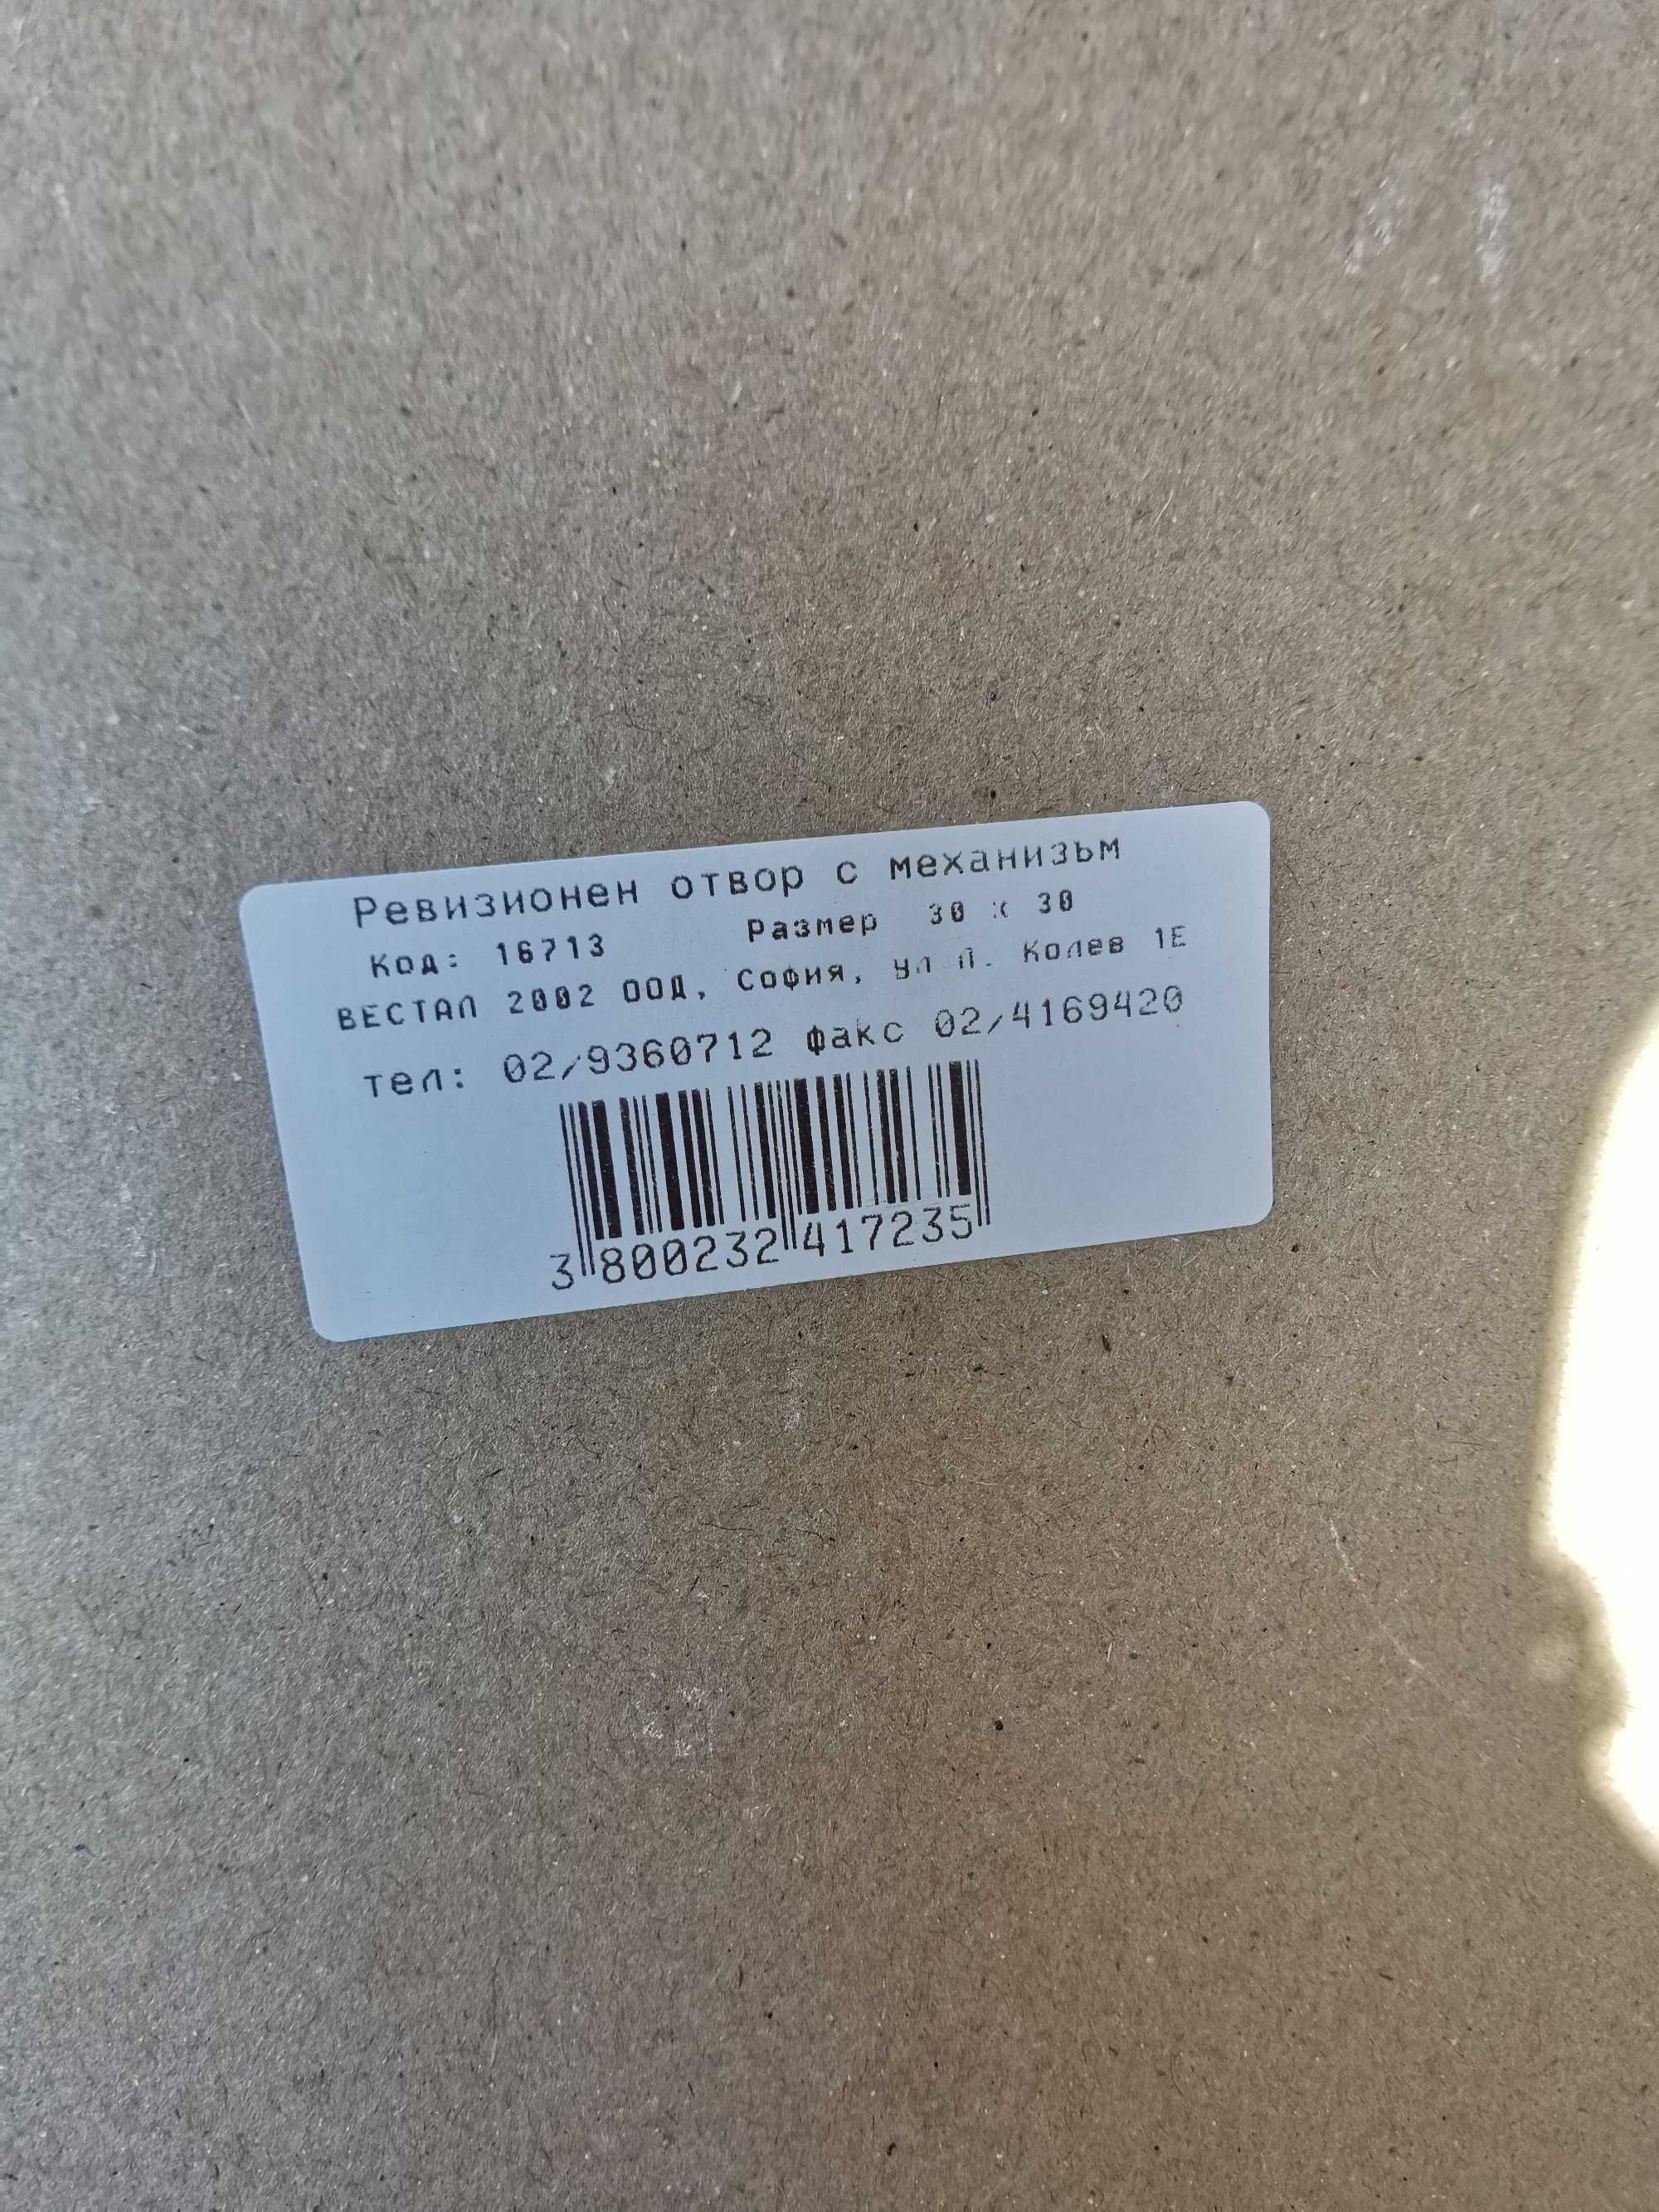 Ревизионен отвор с механизъм
Код: 16713 Размер 30 X 30
ВЕСТАЛ 2002 ООД, София, ул П. Колев 1Е
тел: 02/9360712 факс 02/4169420
3 800232 417235